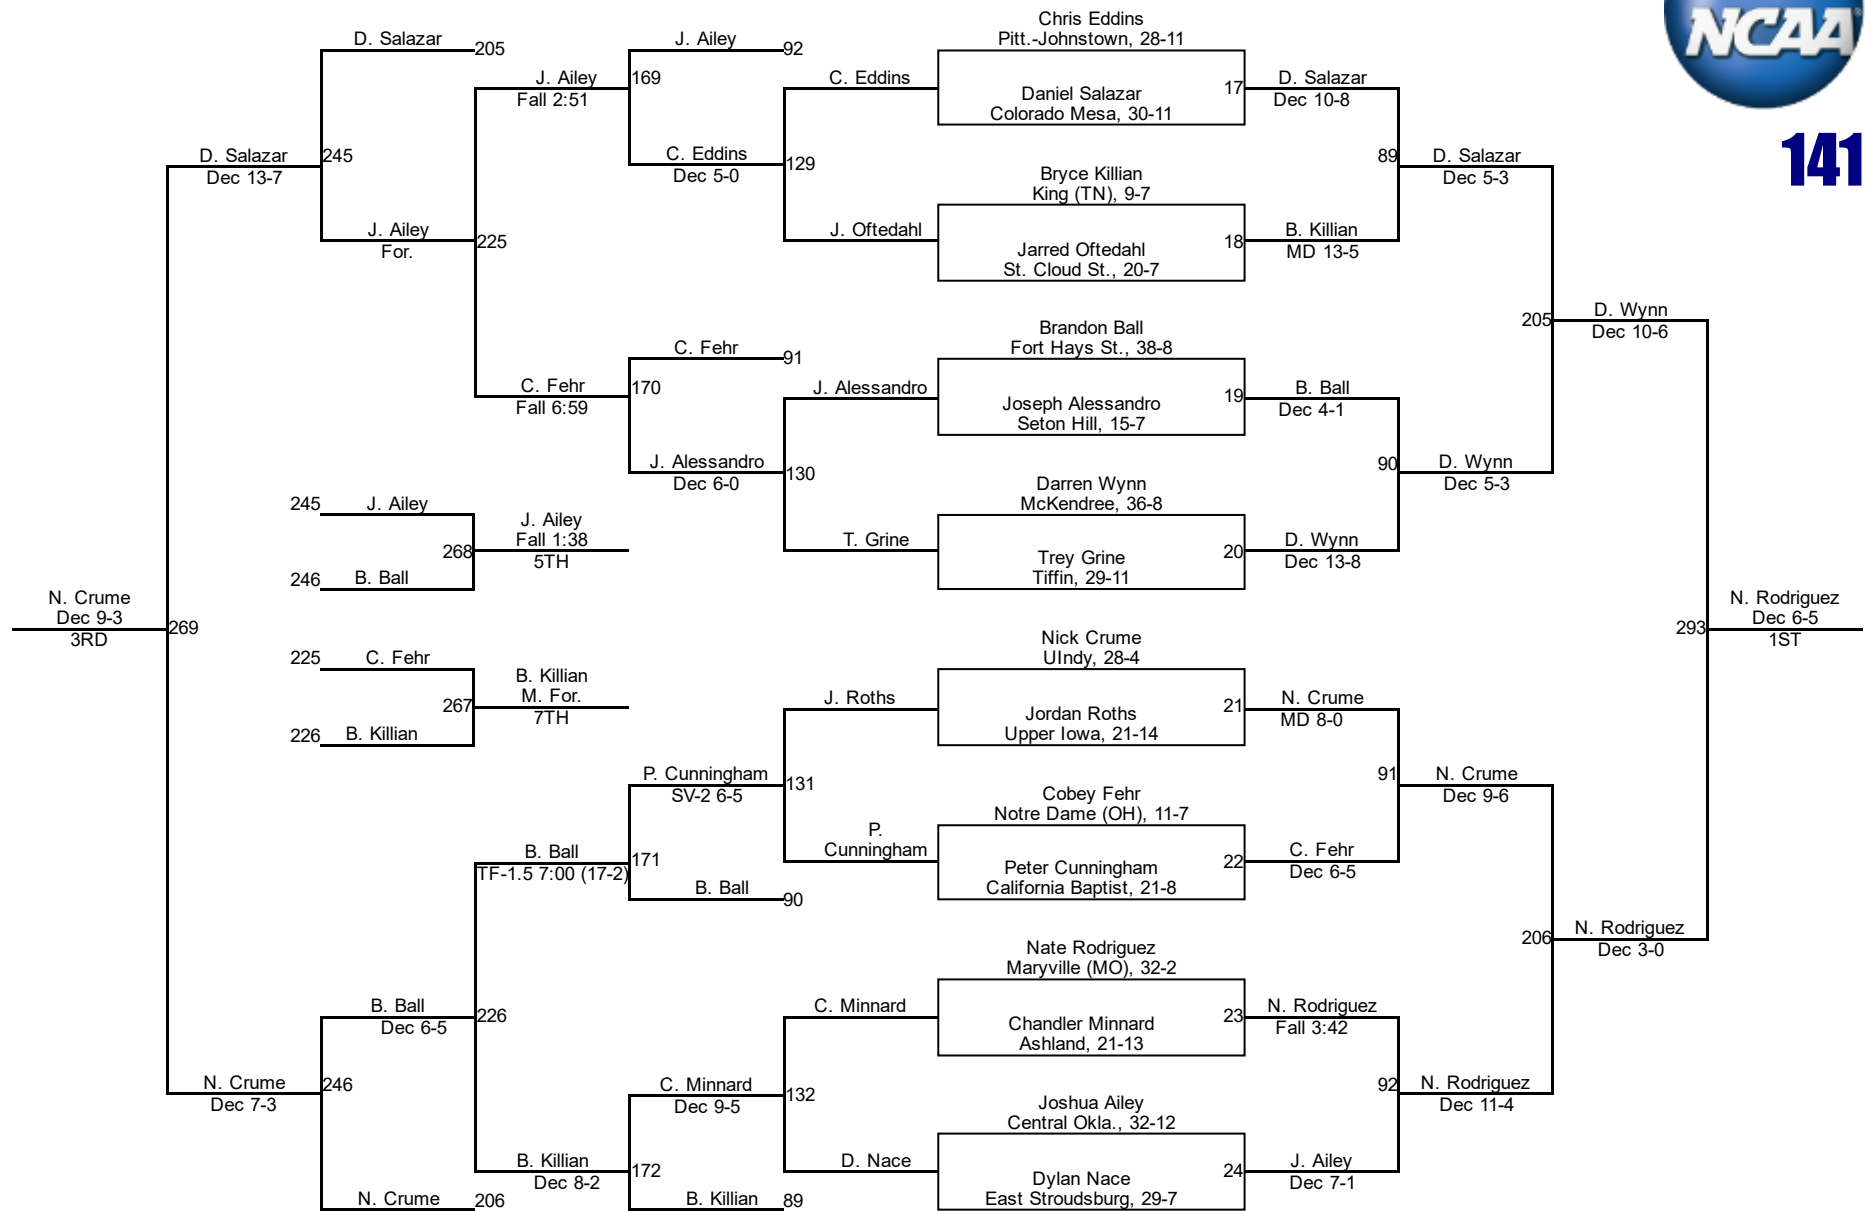 NCAA
141
Chris Eddins
Pitt.-Johnstown, 28-11
17
Daniel Salazar
Colorado Mesa, 30-11
Bryce Killian
King (TN), 9-7
18
Jarred Oftedahl
St. Cloud St., 20-7
Brandon Ball
Fort Hays St., 38-8
19
Joseph Alessandro
Seton Hill, 15-7
Darren Wynn
McKendree, 36-8
20
Trey Grine
Tiffin, 29-11
Nick Crume
UIndy, 28-4
21
Jordan Roths
Upper Iowa, 21-14
Cobey Fehr
Notre Dame (OH), 11-7
22
Peter Cunningham
California Baptist, 21-8
Nate Rodriguez
Maryville (MO), 32-2
23
Chandler Minnard
Ashland, 21-13
Joshua Ailey
Central Okla., 32-12
24
Dylan Nace
East Stroudsburg, 29-7
D. Salazar
Dec 10-8
89
B. Killian
MD 13-5
B. Ball
Dec 4-1
90
D. Wynn
Dec 13-8
N. Crume
MD 8-0
91
C. Fehr
Dec 6-5
N. Rodriguez
Fall 3:42
92
J. Ailey
Dec 7-1
D. Salazar
Dec 5-3
205
D. Wynn
Dec 5-3
N. Crume
Dec 9-6
206
N. Rodriguez
Dec 11-4
D. Wynn
Dec 10-6
293
N. Rodriguez
Dec 3-0
N. Rodriguez
Dec 6-5
1ST
C. Eddins
129
J. Oftedahl
J. Alessandro
130
T. Grine
J. Roths
131
P.
Cunningham
C. Minnard
132
D. Nace
J. Ailey
92
169
C. Eddins
Dec 5-0
C. Fehr
91
170
J. Alessandro
Dec 6-0
P. Cunningham
SV-2 6-5
171
B. Ball
90
C. Minnard
Dec 9-5
172
B. Killian
89
J. Ailey
Fall 2:51
225
C. Fehr
Fall 6:59
B. Ball
TF-1.5 7:00 (17-2)
226
B. Killian
Dec 8-2
D. Salazar
205
245
J. Ailey
For.
B. Ball
Dec 6-5
246
N. Crume
206
D. Salazar
Dec 13-7
269
N. Crume
Dec 7-3
N. Crume
Dec 9-3
3RD
245
J. Ailey
268
246
B. Ball
J. Ailey
Fall 1:38
5TH
225
C. Fehr
267
226
B. Killian
B. Killian
M. For.
7TH